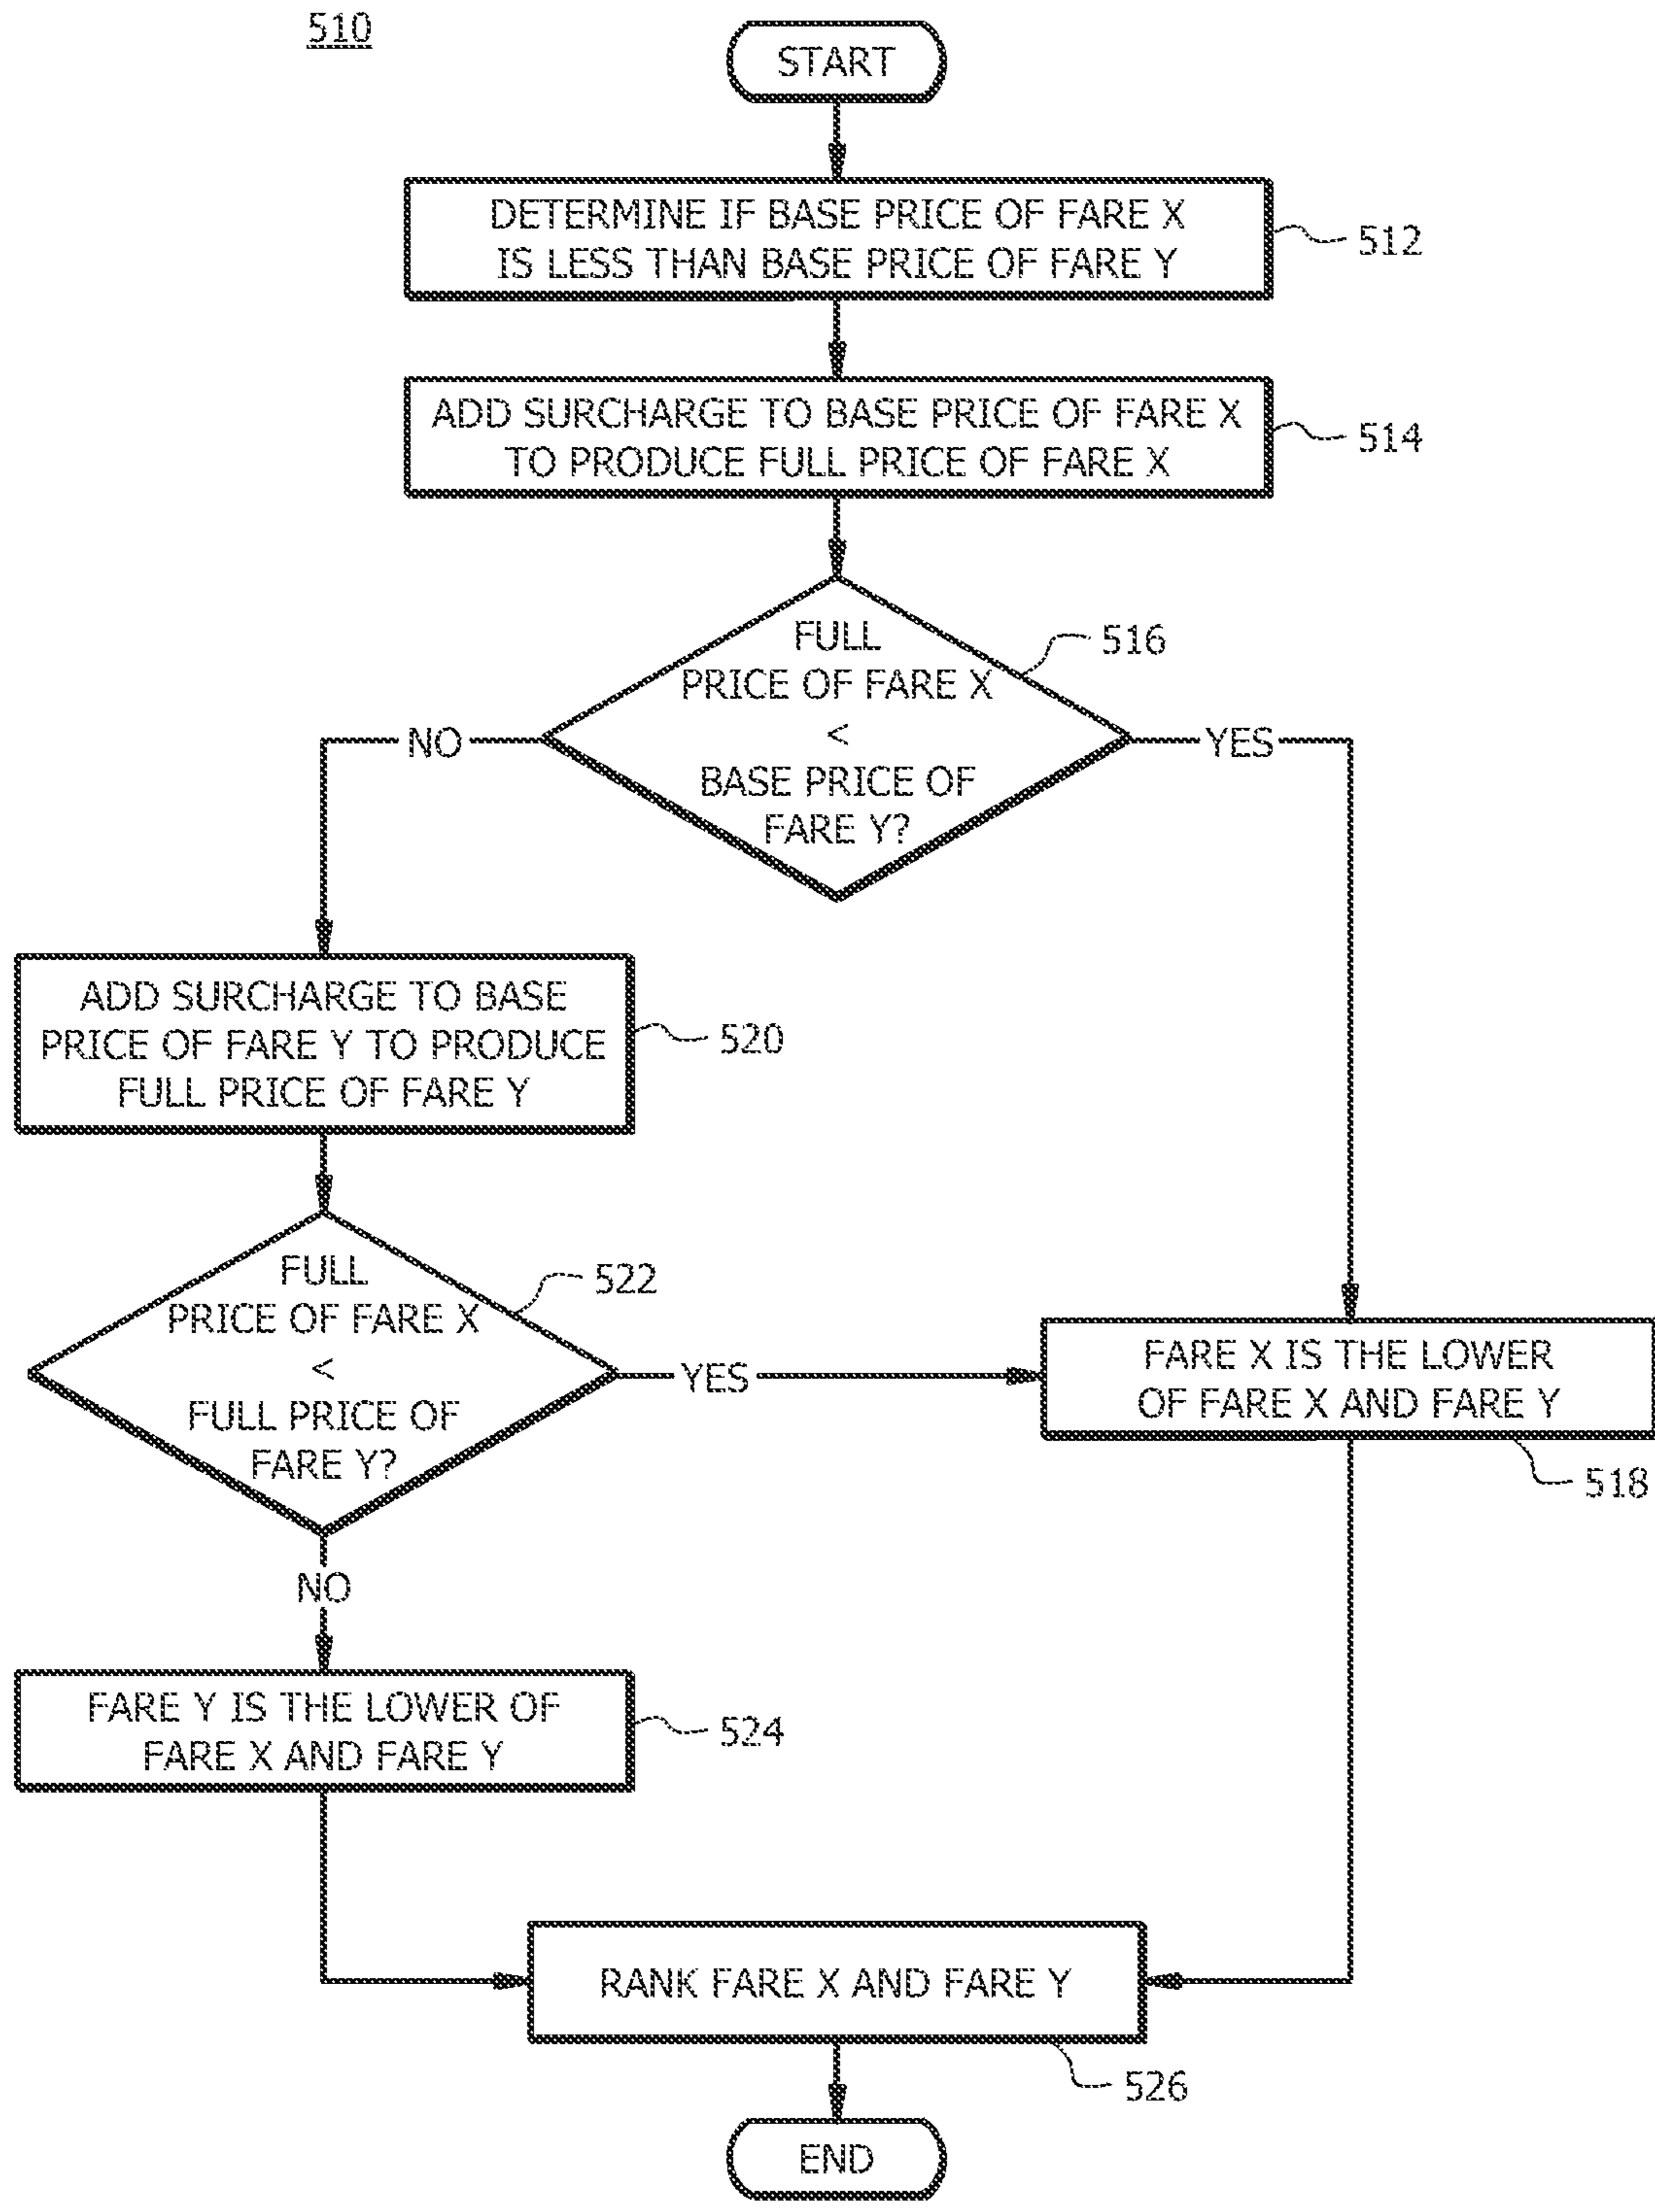 510
START
DETERMINE IF BASE PRICE OF FARE X
IS LESS THAN BASE PRICE OF FARE Y
512
ADD SURCHARGE TO BASE PRICE OF FARE X
TO PRODUCE FULL PRICE OF FARE X
514
FULL
PRICE OF FARE X
<
BASE PRICE OF
FARE Y?
516
NO
YES
ADD SURCHARGE TO BASE
PRICE OF FARE Y TO PRODUCE
FULL PRICE OF FARE Y
520
FULL
PRICE OF FARE X
<
FULL PRICE OF
FARE Y?
522
YES
FARE X IS THE LOWER
OF FARE X AND FARE Y
518
NO
FARE Y IS THE LOWER OF
FARE X AND FARE Y
524
RANK FARE X AND FARE Y
526
END